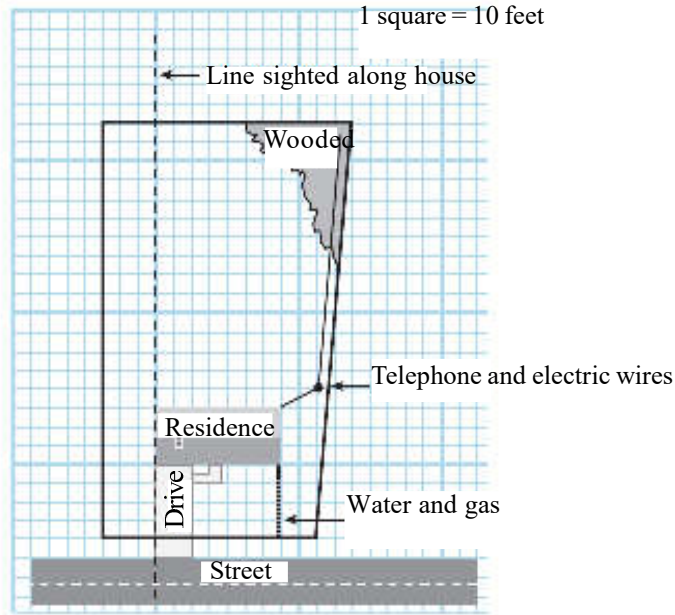 1 square = 10 feet
Line sighted along house
Wooded
Telephone and electric wires
Residence
Drive
Water and gas
Street